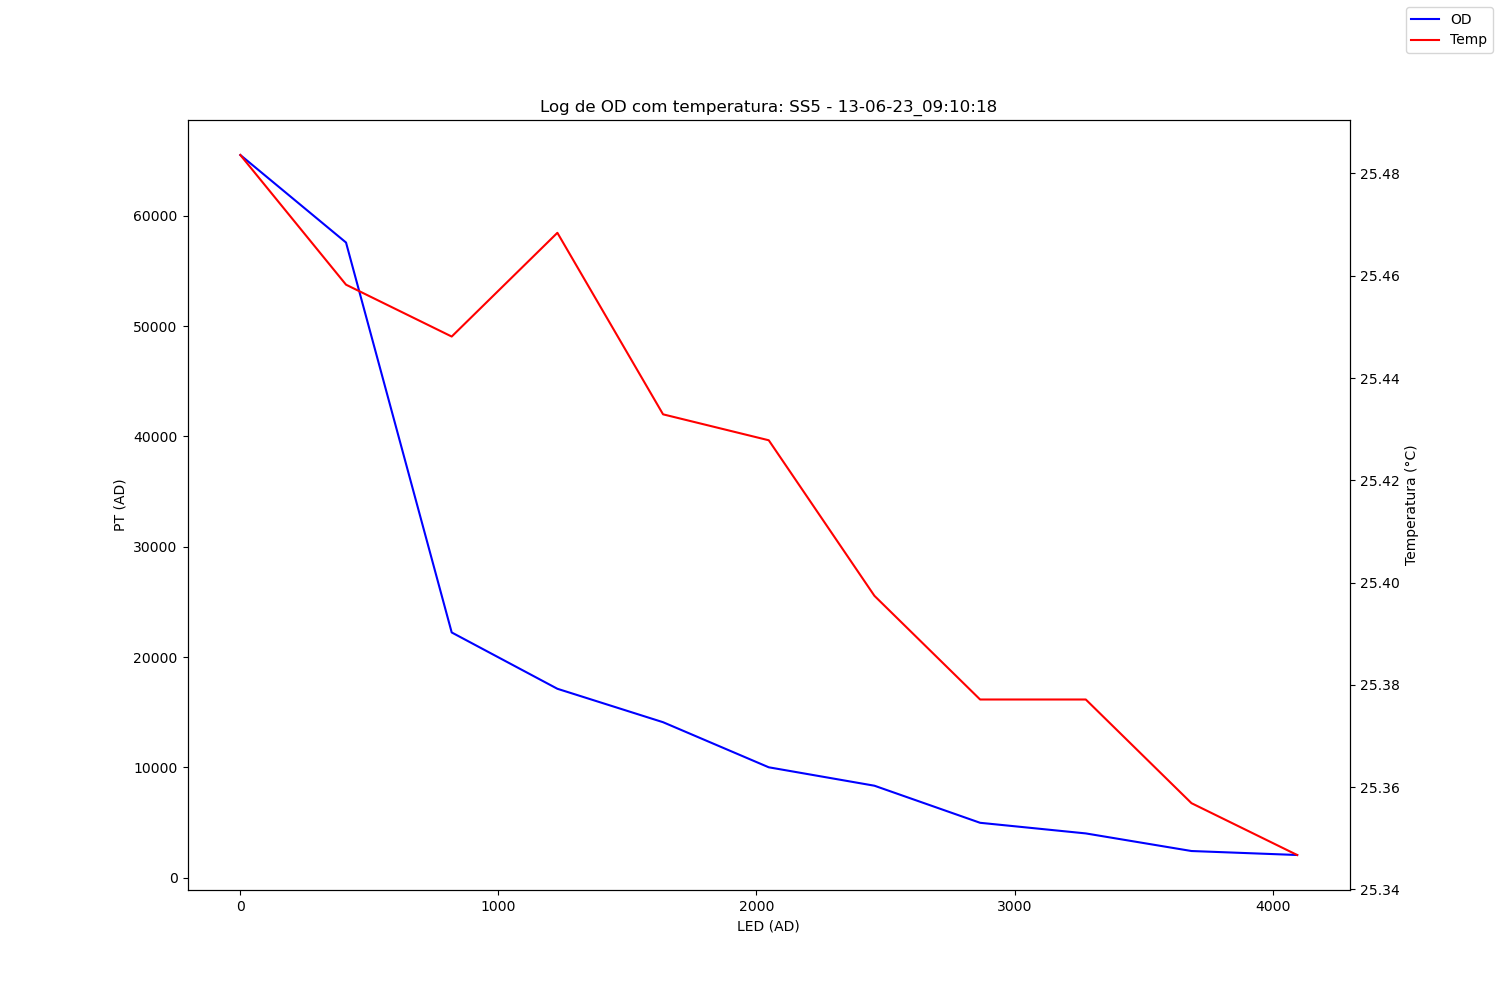 OD
Temp
Log de OD com temperatura: SS5 - 13-06-23_09:10:18
60000
50000
40000
30000
20000
10000
0
PT (AD)
25.48
25.46
25.44
25.42
25.40
25.38
25.36
25.34
Temperatura (°C)
0 1000 2000 3000 4000
LED (AD)